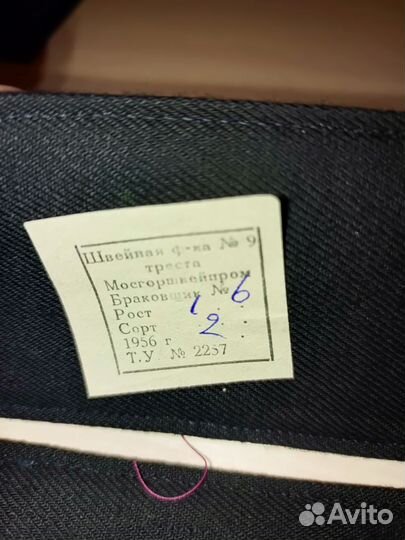 Швейная ф-ка № 9
треста
Мосгоршвейпром
Браковщик № 6
Рост 1
Сорт 2
1956 г
Т.У № 2257
Avito